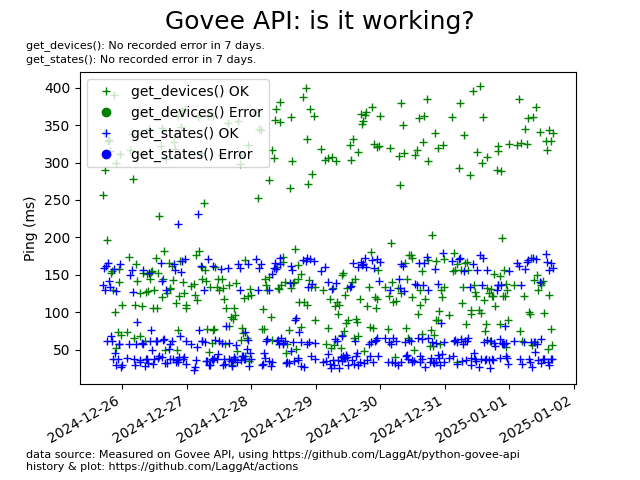 Govee API: is it working?
get_devices(): No recorded error in 7 days.
get_states(): No recorded error in 7 days.
get_devices() OK
get_devices() Error
get_states() OK
get_states() Error
Ping (ms)
400
350
300
250
200
150
100
50
2024-12-26
2024-12-27
2024-12-28
2024-12-29
2024-12-30
2024-12-31
2025-01-01
2025-01-02
data source: Measured on Govee API, using https://github.com/LaggAt/python-govee-api
history & plot: https://github.com/LaggAt/actions